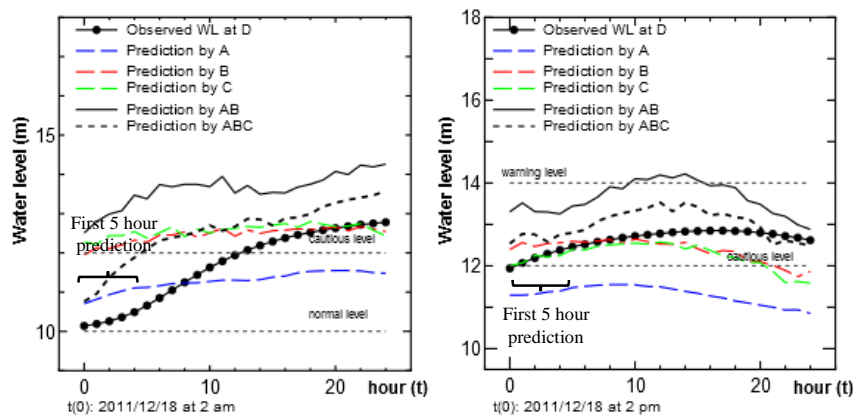 Observed WL at D
Prediction by A
Prediction by B
Prediction by C
Prediction by AB
Prediction by ABC
Water level (m)
15
10
First 5 hour
prediction
cautious level
normal level
0
10
20
hour (t)
t(0): 2011/12/18 at 2 am
18
Observed WL at D
Prediction by A
Prediction by B
Prediction by C
Prediction by AB
Prediction by ABC
Water level (m)
16
14
12
10
warning level
cautious level
First 5 hour
prediction
0
10
20
hour (t)
t(0): 2011/12/18 at 2 pm